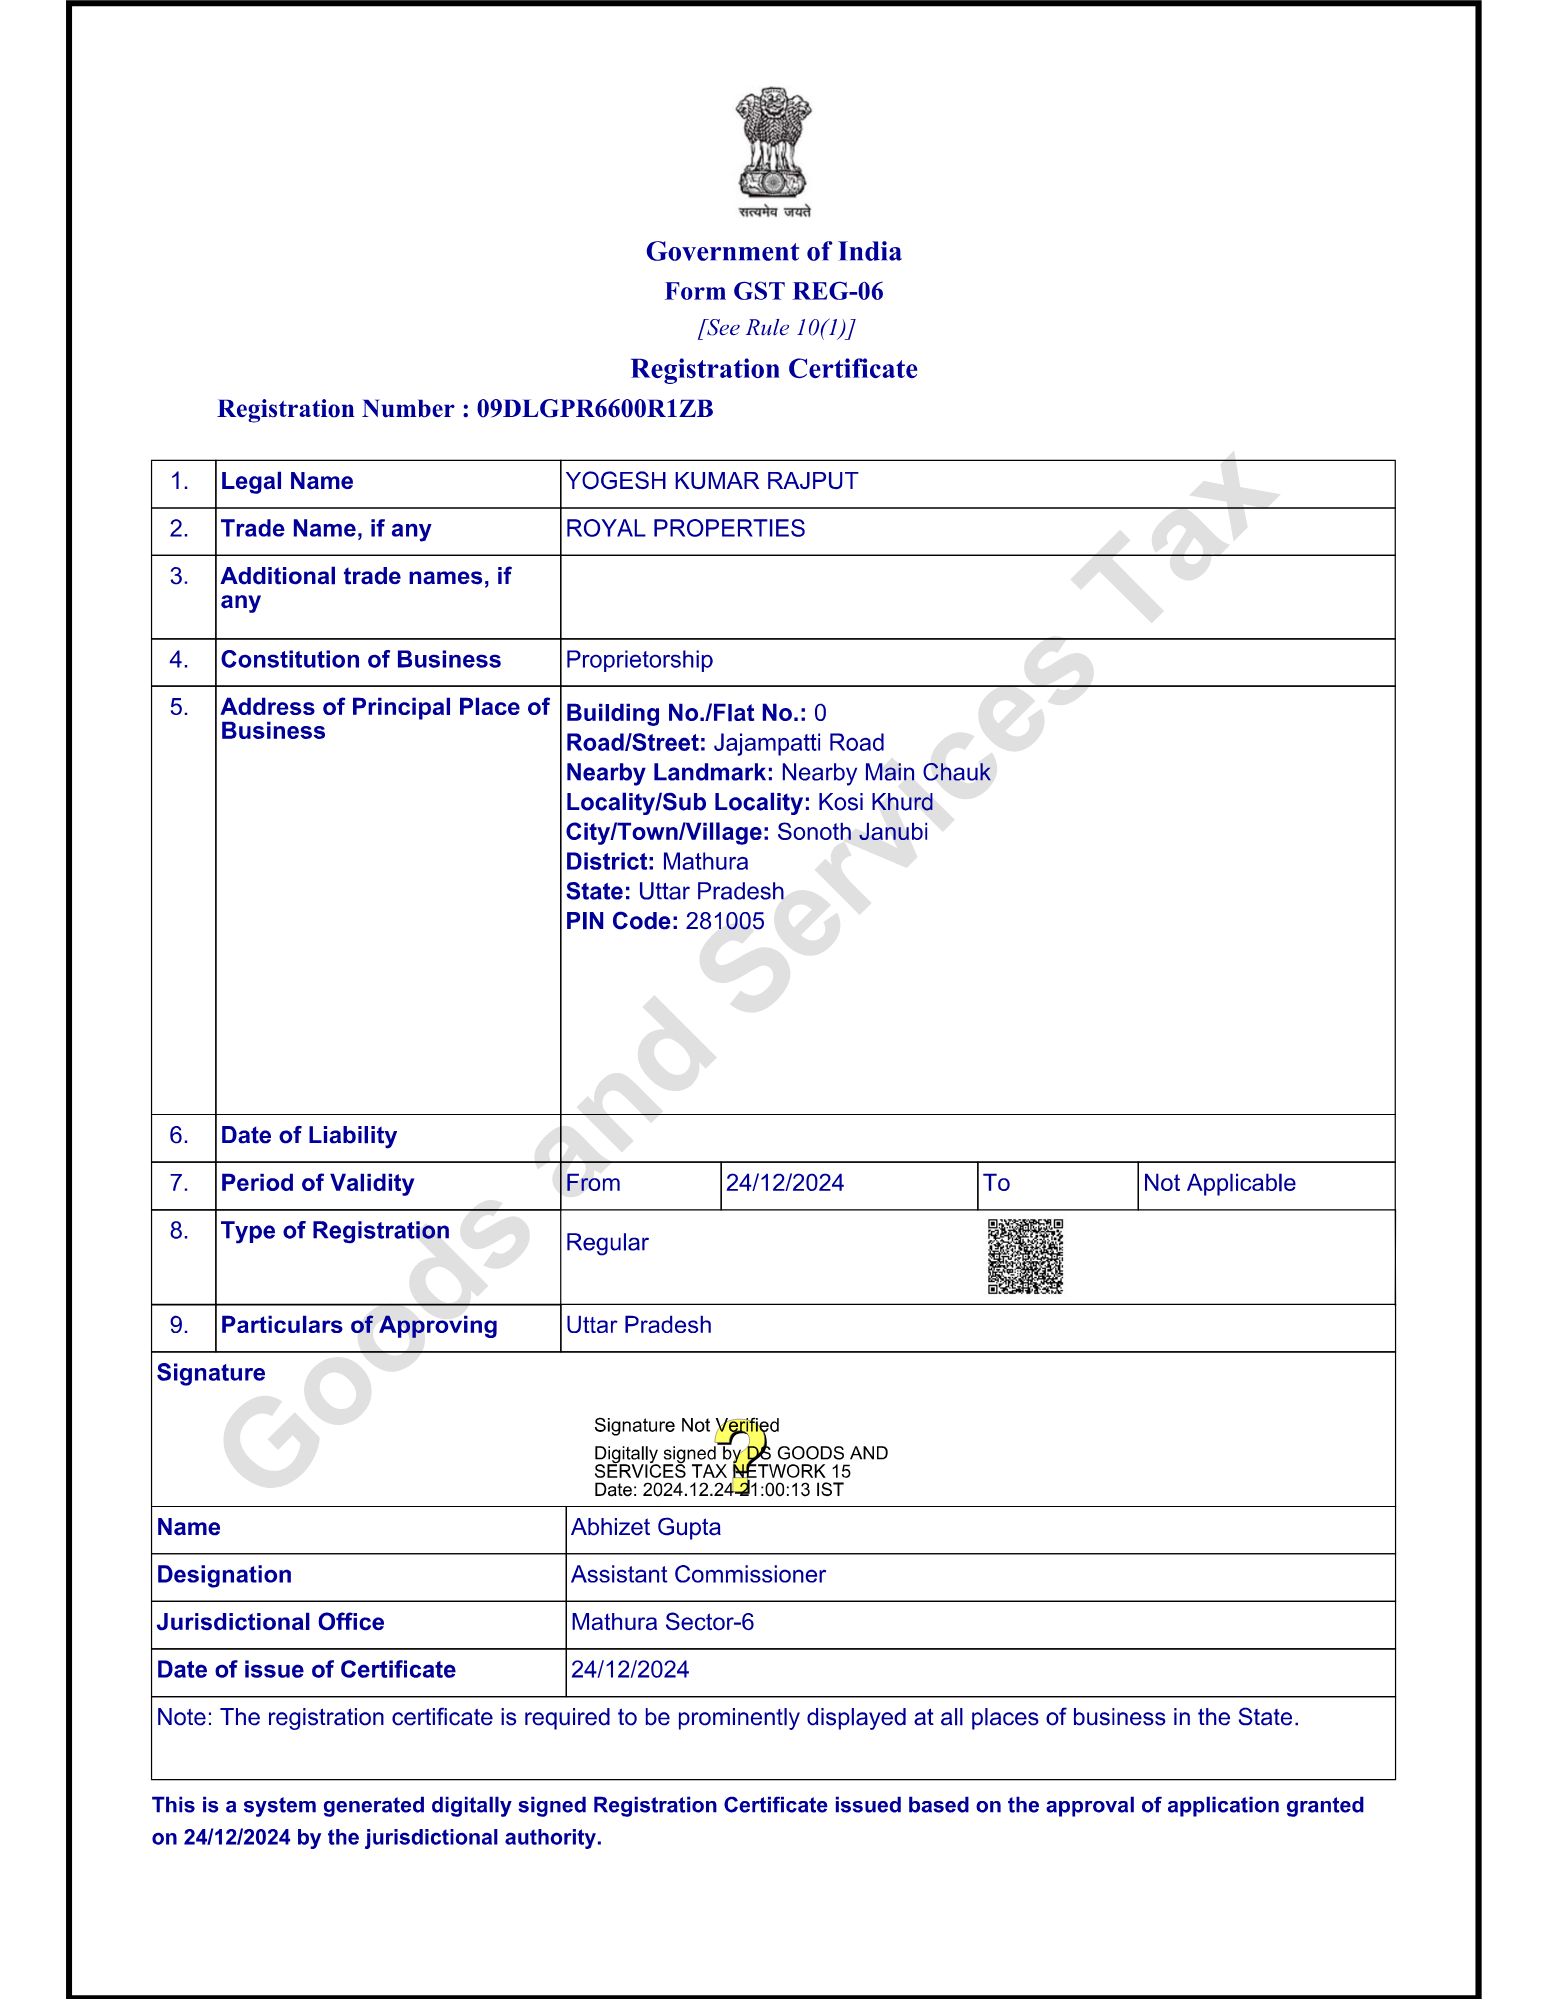 सत्यमेव जयते
Government of India
Form GST REG-06
[See Rule 10(1)]
Registration Certificate
Registration Number : 09DLGPR6600R1ZB
1. Legal Name YOGESH KUMAR RAJPUT
2. Trade Name, if any ROYAL PROPERTIES
3. Additional trade names, if
any
4. Constitution of Business Proprietorship
5. Address of Principal Place of
Business
Building No./Flat No.: 0
Road/Street: Jajampatti Road
Nearby Landmark: Nearby Main Chauk
Locality/Sub Locality: Kosi Khurd
City/Town/Village: Sonoth Janubi
District: Mathura
State: Uttar Pradesh
PIN Code: 281005
6. Date of Liability
7. Period of Validity From 24/12/2024 To Not Applicable
8. Type of Registration Regular
9. Particulars of Approving Uttar Pradesh
Signature
Signature Not Verified
Digitally signed by DS GOODS AND
SERVICES TAX NETWORK 15
Date: 2024.12.24 21:00:13 IST
Name Abhizet Gupta
Designation Assistant Commissioner
Jurisdictional Office Mathura Sector-6
Date of issue of Certificate 24/12/2024
Note: The registration certificate is required to be prominently displayed at all places of business in the State.
This is a system generated digitally signed Registration Certificate issued based on the approval of application granted
on 24/12/2024 by the jurisdictional authority.
Goods and Services Tax